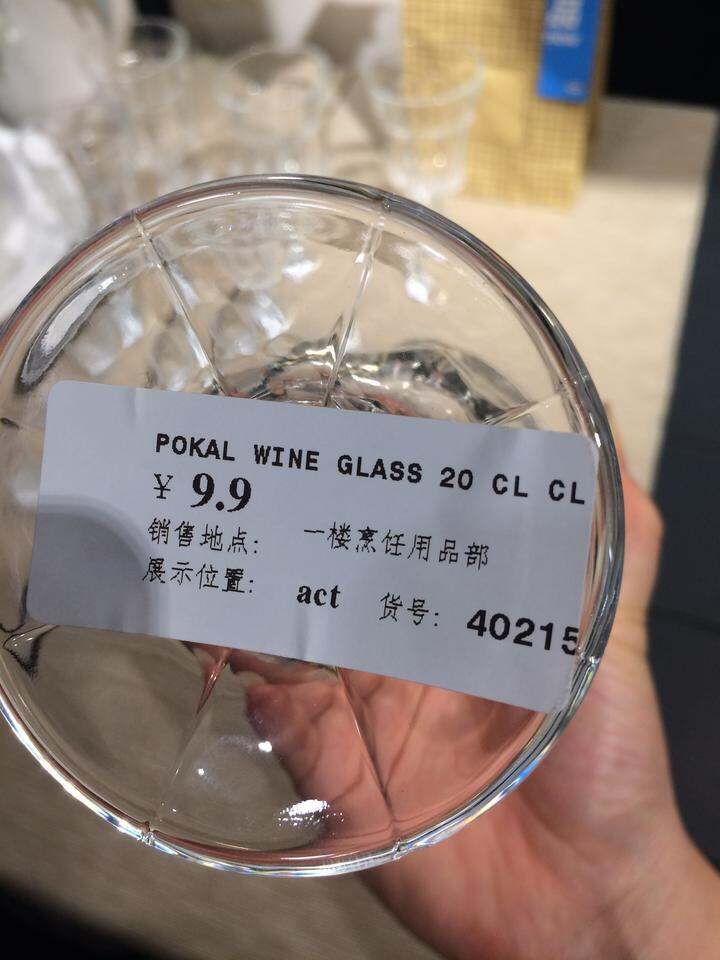 POKAL WINE GLASS 20 CL CL
¥ 9.9
销售地点: 一楼烹饪用品部
展示位置: act 货号: 40215